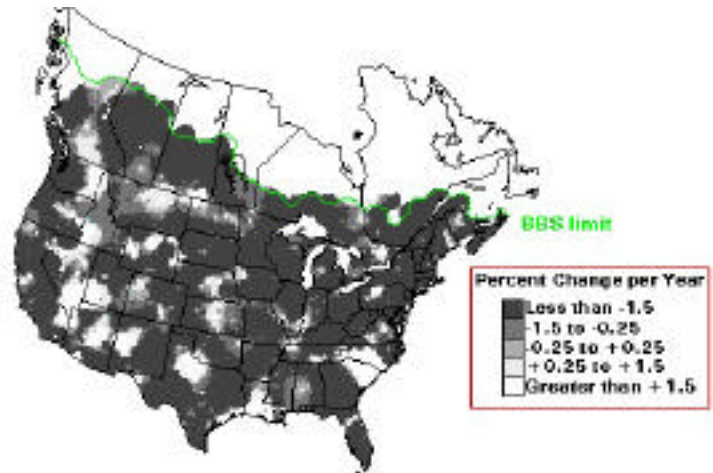 BBS limit
Percent Change per Year
Less than -1.5
-1.5 to -0.25
-0.25 to +0.25
+0.25 to +1.5
Greater than +1.5